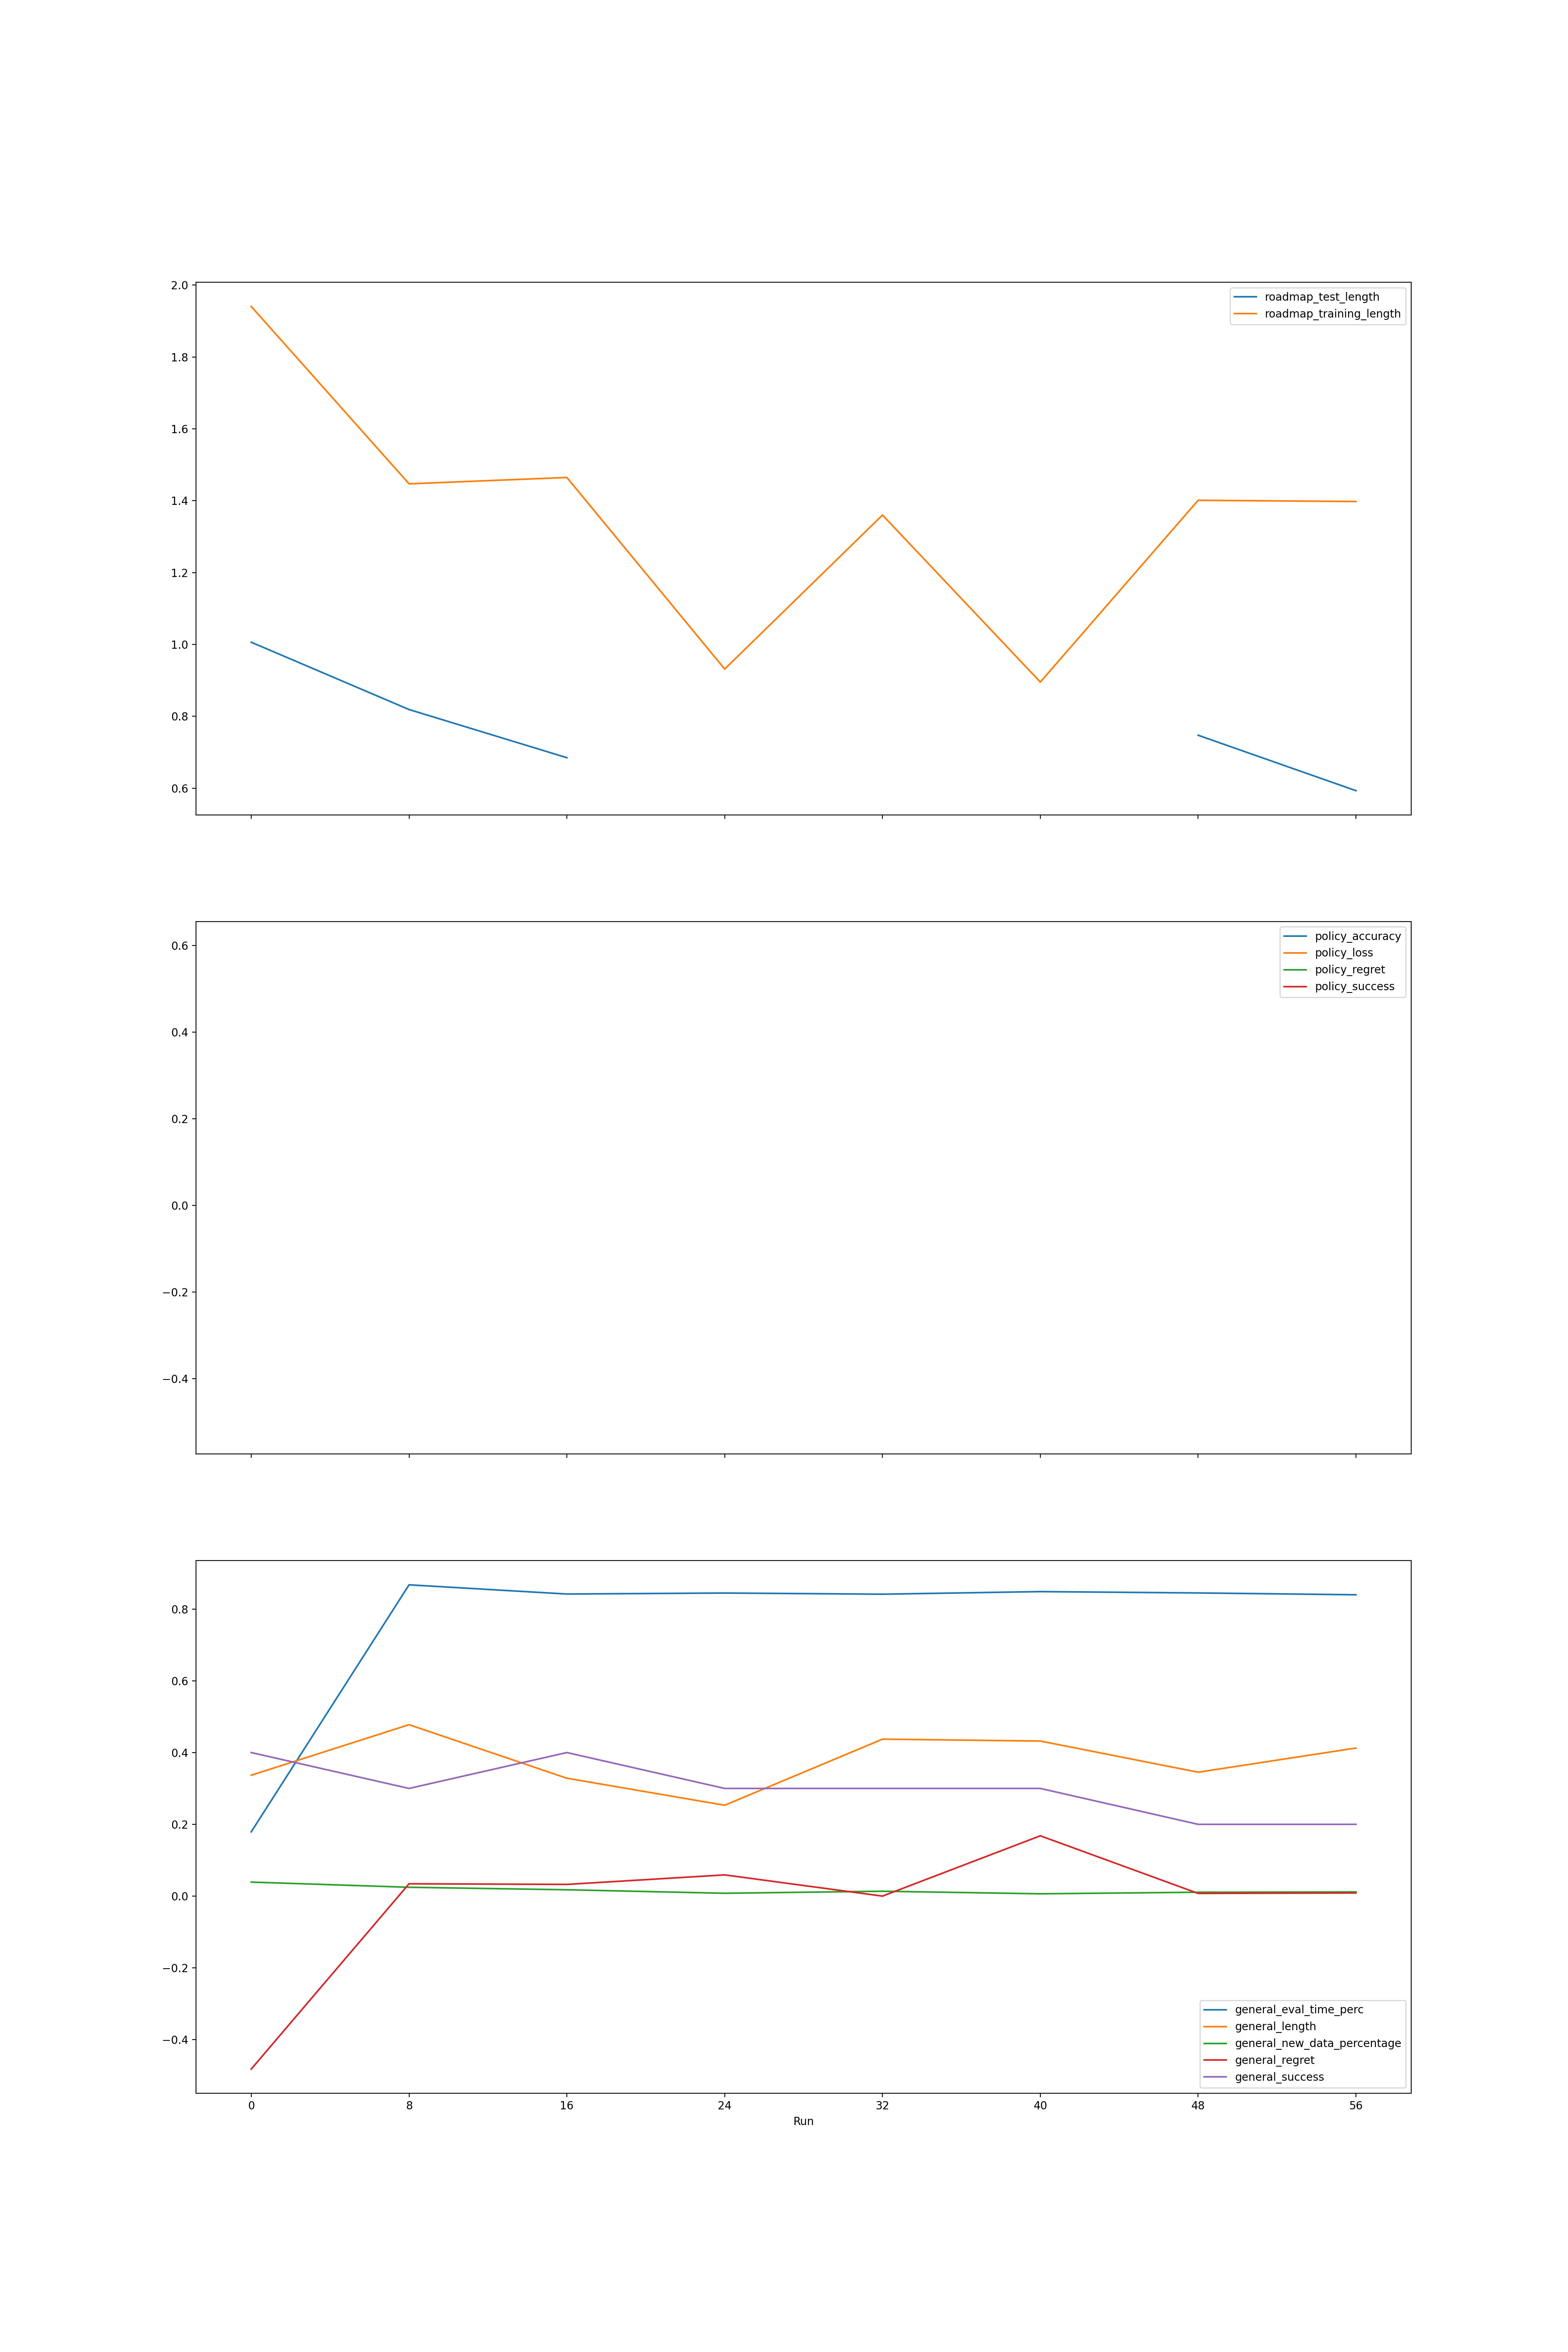 2.0
1.8
1.6
1.4
1.2
1.0
0.8
0.6
roadmap_test_length
roadmap_training_length
0.6
0.4
0.2
0.0
−0.2
−0.4
policy_accuracy
policy_loss
policy_regret
policy_success
0.8
0.6
0.4
0.2
0.0
−0.2
−0.4
general_eval_time_perc
general_length
general_new_data_percentage
general_regret
general_success
0 8 16 24 32 40 48 56
Run